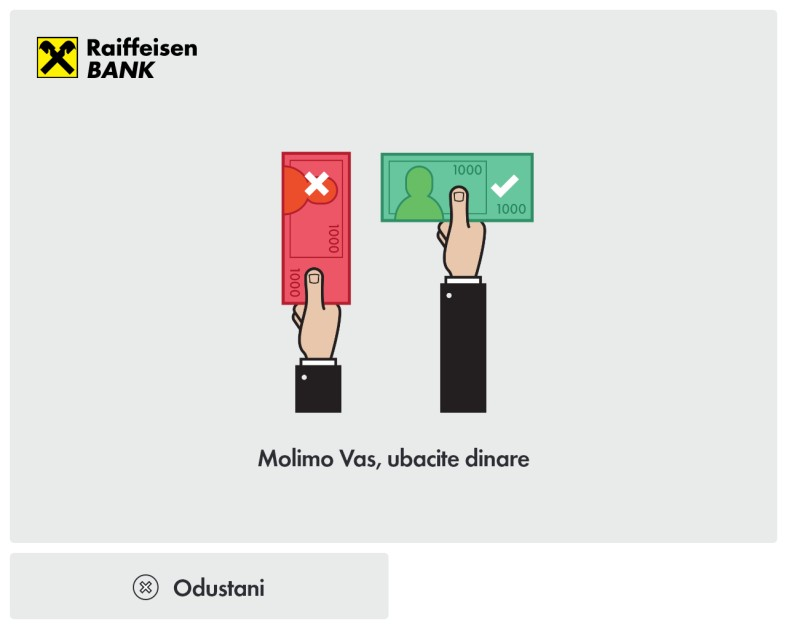 Raiffeisen
BANK
1000
1000
1000
1000
Molimo Vas, ubacite dinare
Odustani